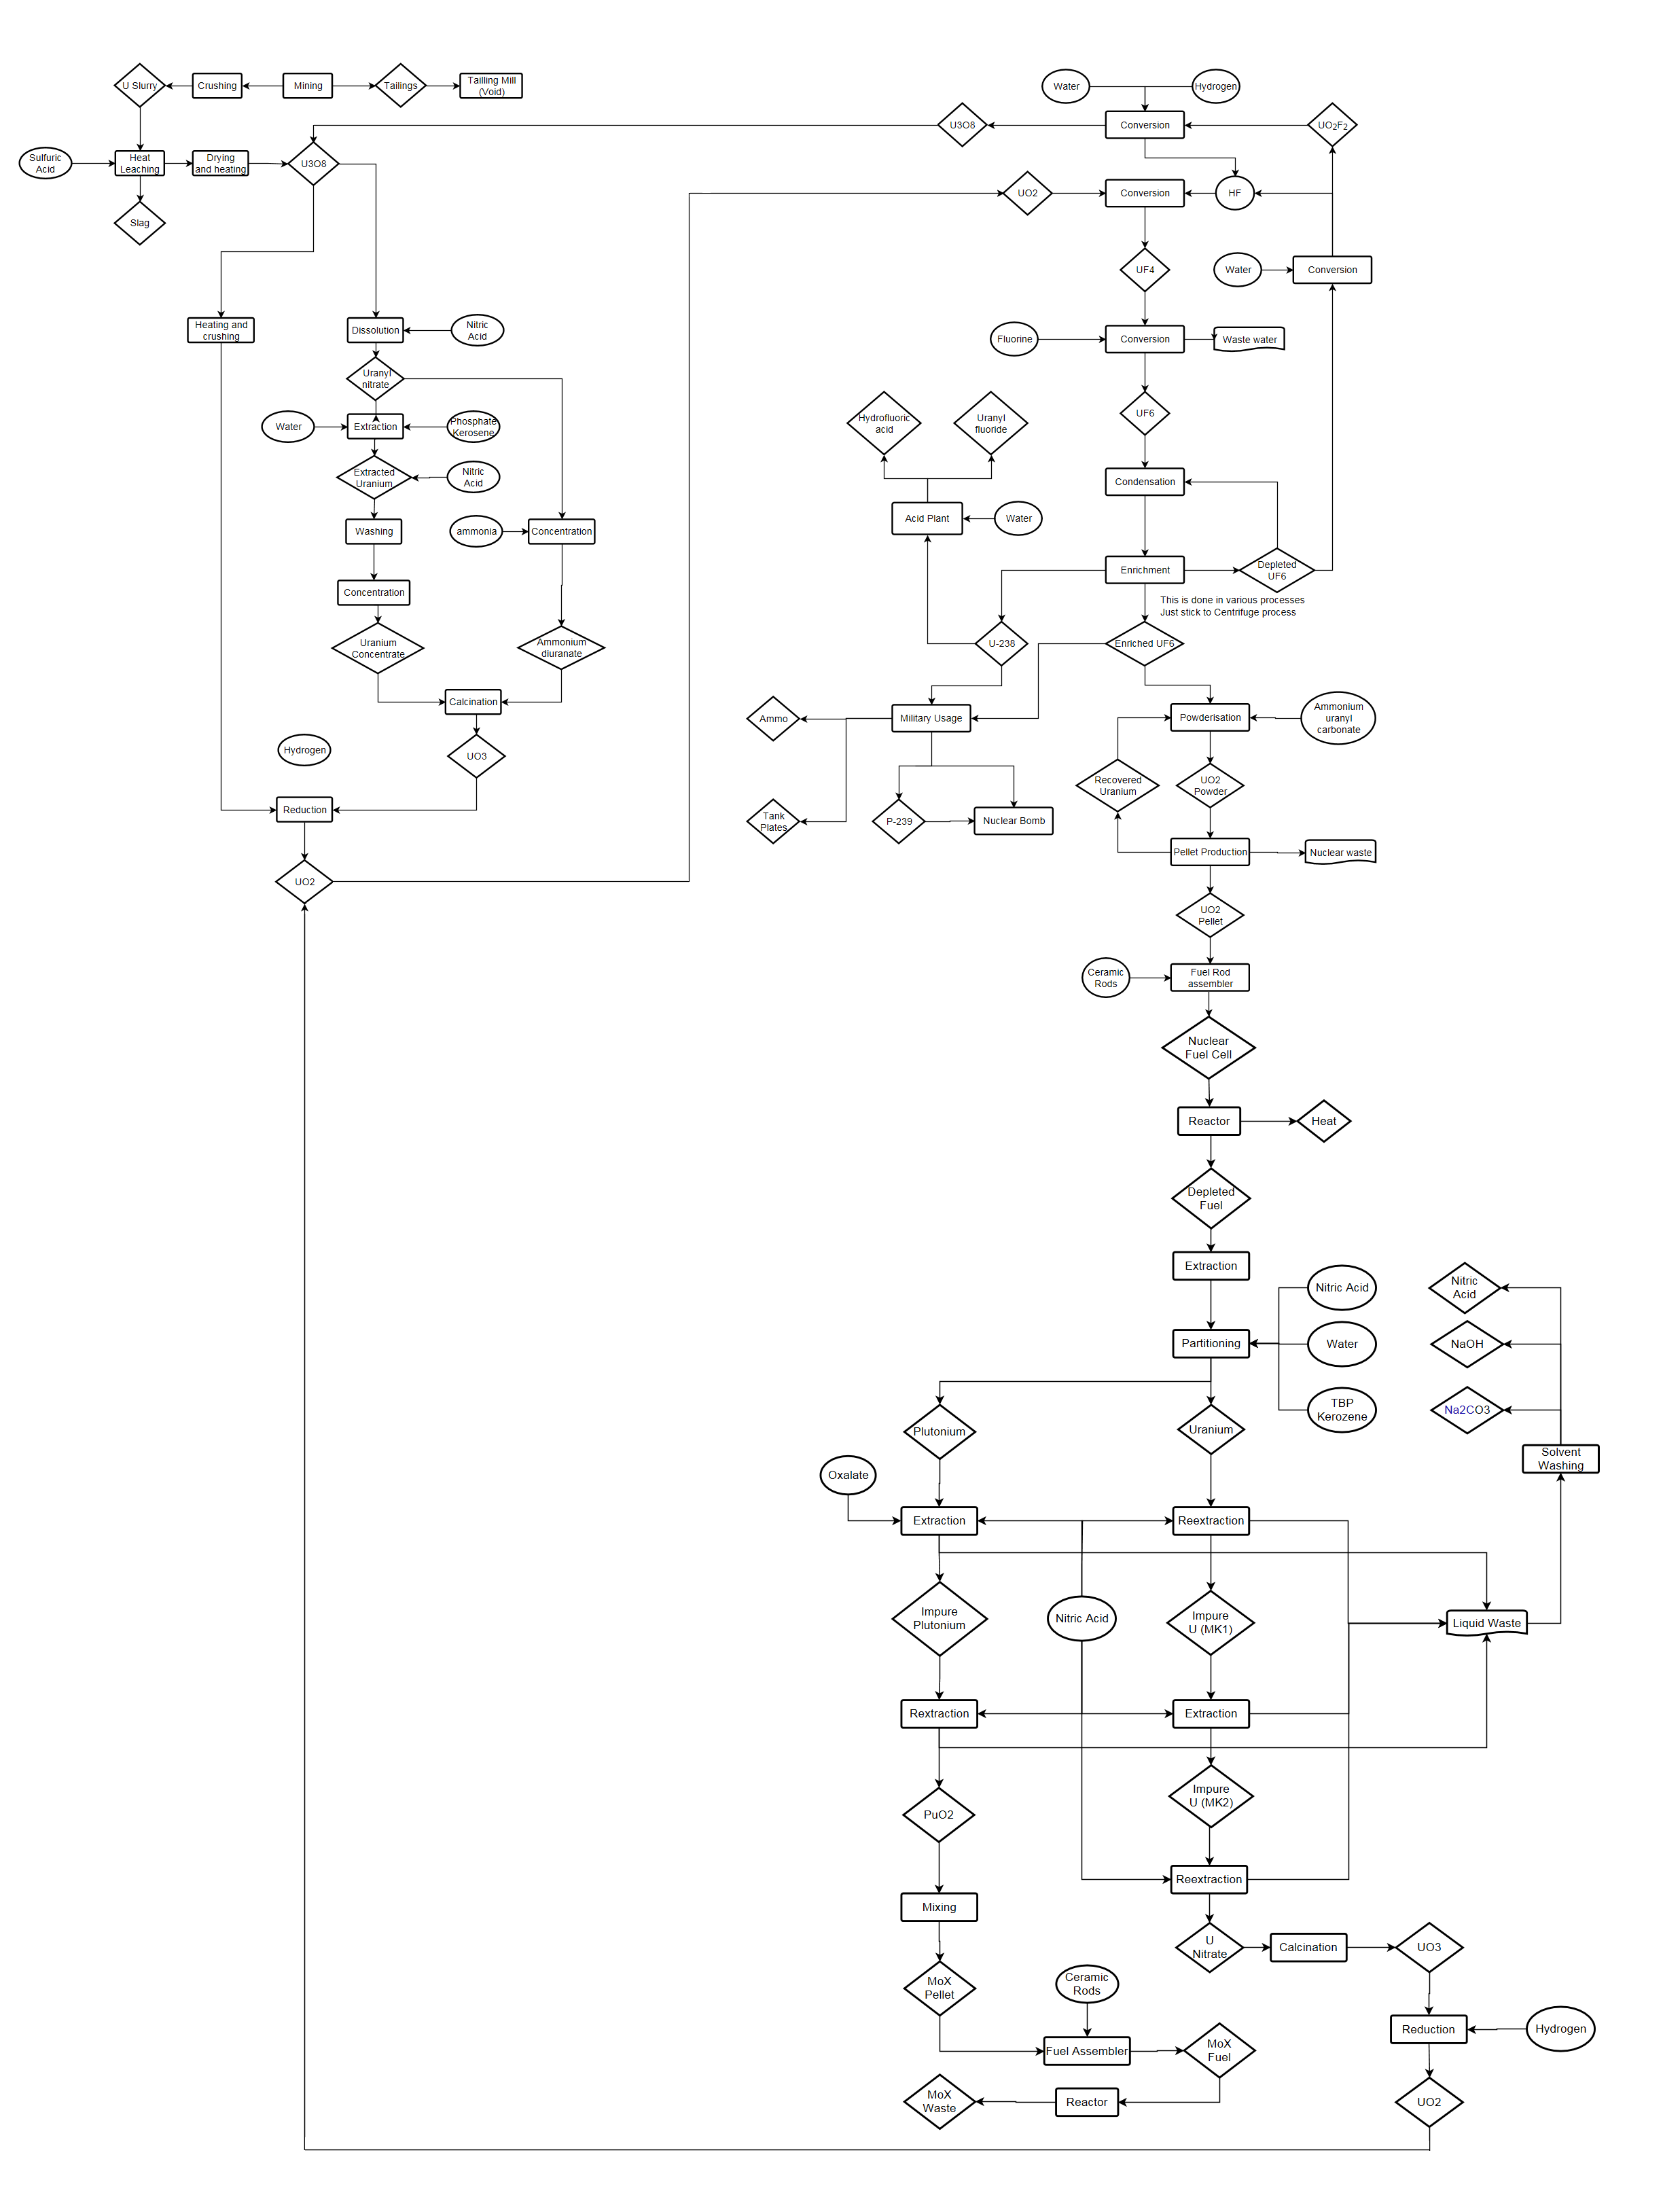 U Slurry
Crushing
Mining
Tailings
Tailling Mill
(Void)
Water
Hydrogen
U3O8
Conversion
UO2F2
Sulfuric
Acid
Heat
Leaching
Drying
and heating
U3O8
Slag
UO2
Conversion
HF
UF4
Water
Conversion
Heating and
crushing
Dissolution
Nitric
Acid
Fluorine
Conversion
Waste water
Uranyl
nitrate
UF6
Hydrofluoric
acid
Uranyl
fluoride
Water
Extraction
Phosphate
Kerosene
Extracted
Uranium
Nitric
Acid
Condensation
Acid Plant
Water
Washing
ammonia
Concentration
Enrichment
Depleted
UF6
This is done in various processes
Just stick to Centrifuge process
Concentration
Uranium
Concentrate
Ammonium
diuranate
U-238
Enriched UF6
Calcination
Ammo
Military Usage
Powderisation
Ammonium
uranyl
carbonate
Hydrogen
UO3
Recovered
Uranium
UO2
Powder
Reduction
Tank
Plates
P-239
Nuclear Bomb
Pellet Production
Nuclear waste
UO2
UO2
Pellet
Ceramic
Rods
Fuel Rod
assembler
Nuclear
Fuel Cell
Reactor
Heat
Depleted
Fuel
Extraction
Nitric Acid
Nitric
Acid
Partitioning
Water
NaOH
TBP
Kerozene
Na2CO3
Plutonium
Uranium
Solvent
Washing
Oxalate
Extraction
Reextraction
Impure
Plutonium
Nitric Acid
Impure
U (MK1)
Liquid Waste
Rextraction
Extraction
Impure
U (MK2)
PuO2
Reextraction
Mixing
U
Nitrate
Calcination
UO3
MoX
Pellet
Ceramic
Rods
Reduction
Hydrogen
Fuel Assembler
MoX
Fuel
MoX
Waste
Reactor
UO2